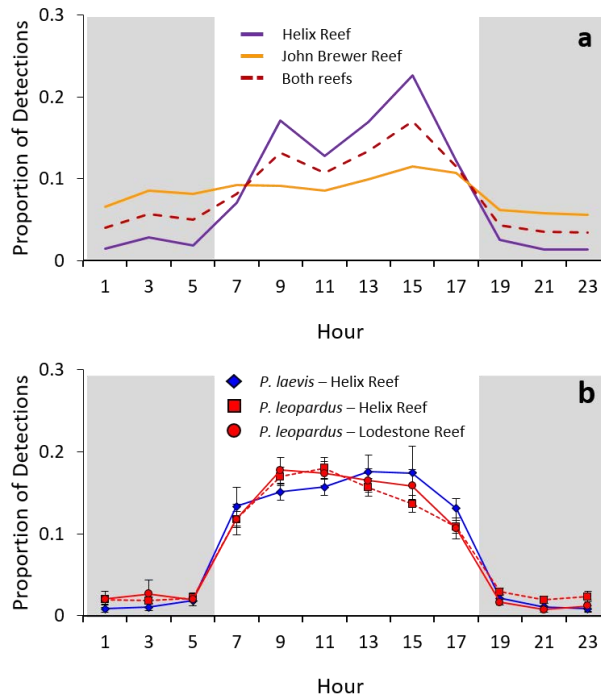 0.3
a
Helix Reef
John Brewer Reef
Both reefs
0.2
0.1
0
Proportion of Detections
1 3 5 7 9 11 13 15 17 19 21 23
Hour
0.3
b
P. laevis – Helix Reef
P. leopardus – Helix Reef
P. leopardus – Lodestone Reef
0.2
0.1
0
Proportion of Detections
1 3 5 7 9 11 13 15 17 19 21 23
Hour